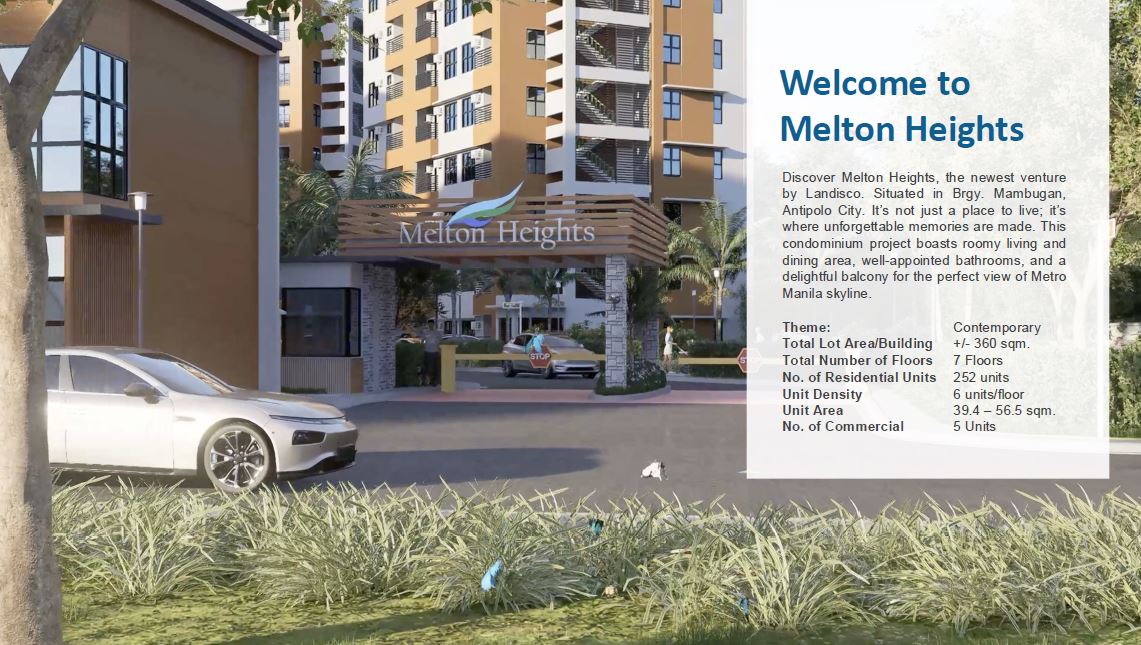 Welcome to
Melton Heights
Discover Melton Heights, the newest venture
by Landisco. Situated in Brgy. Mambugan,
Antipolo City. It’s not just a place to live; it’s
where unforgettable memories are made. This
condominium project boasts roomy living and
dining area, well-appointed bathrooms, and a
delightful balcony for the perfect view of Metro
Manila skyline.
Theme: Contemporary
Total Lot Area/Building +/- 360 sqm.
Total Number of Floors 7 Floors
No. of Residential Units 252 units
Unit Density 6 units/floor
Unit Area 39.4 – 56.5 sqm.
No. of Commercial 5 Units
Melton Heights
STOP